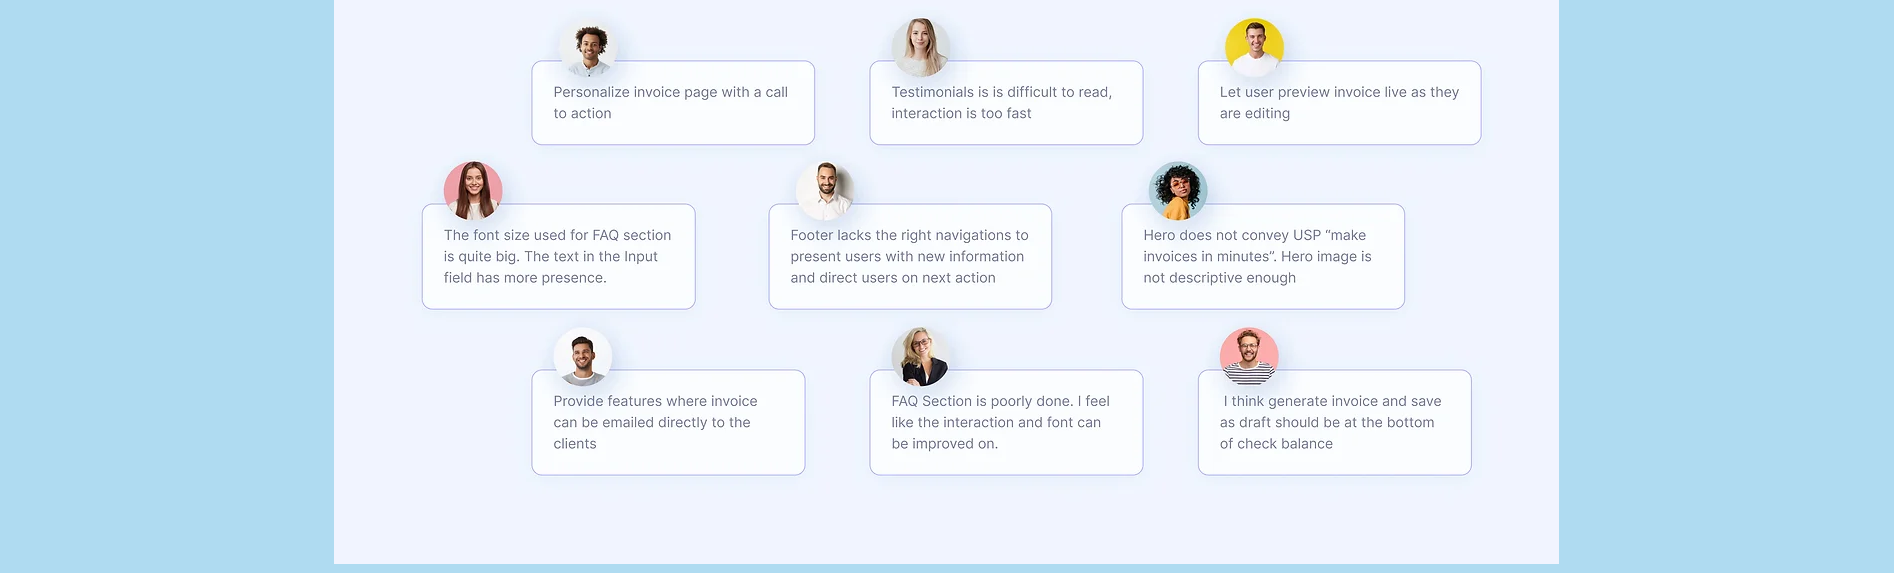 Personalize invoice page with a call
to action
Testimonials is is difficult to read,
interaction is too fast
Let user preview invoice live as they
are editing
The font size used for FAQ section
is quite big. The text in the Input
field has more presence.
Footer lacks the right navigations to
present users with new information
and direct users on next action
Hero does not convey USP “make
invoices in minutes”. Hero image is
not descriptive enough
Provide features where invoice
can be emailed directly to the
clients
FAQ Section is poorly done. I feel
like the interaction and font can
be improved on.
I think generate invoice and save
as draft should be at the bottom
of check balance